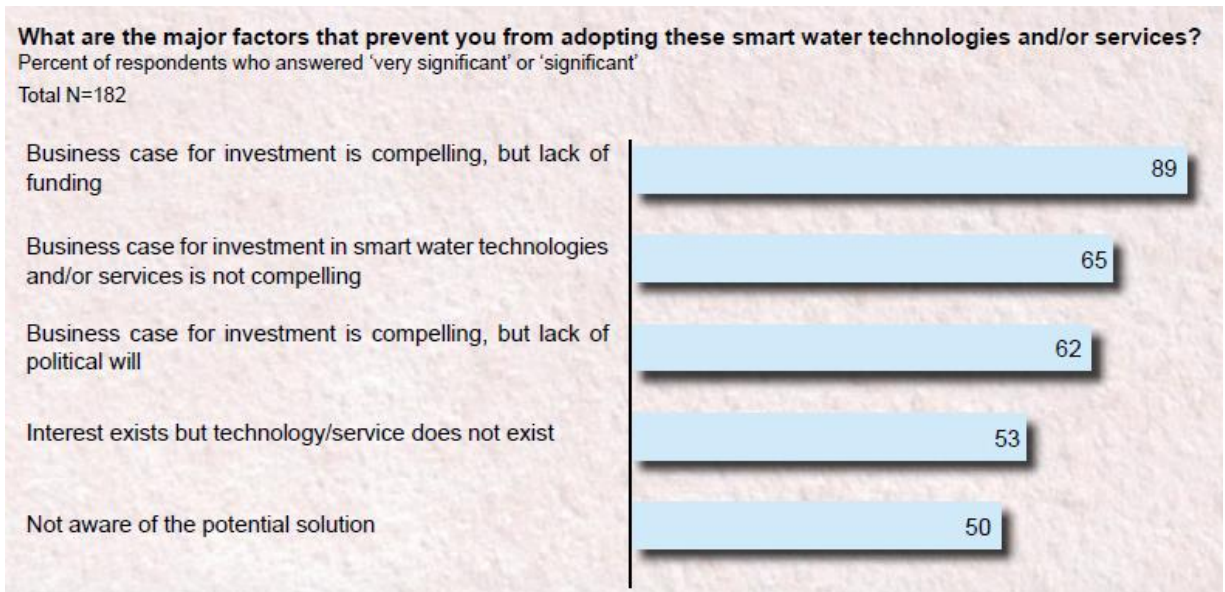 What are the major factors that prevent you from adopting these smart water technologies and/or services?
Percent of respondents who answered ‘very significant’ or ‘significant’
Total N=182
Business case for investment is compelling, but lack of
funding
89
Business case for investment in smart water technologies
and/or services is not compelling
65
Business case for investment is compelling, but lack of
political will
62
Interest exists but technology/service does not exist
53
Not aware of the potential solution
50